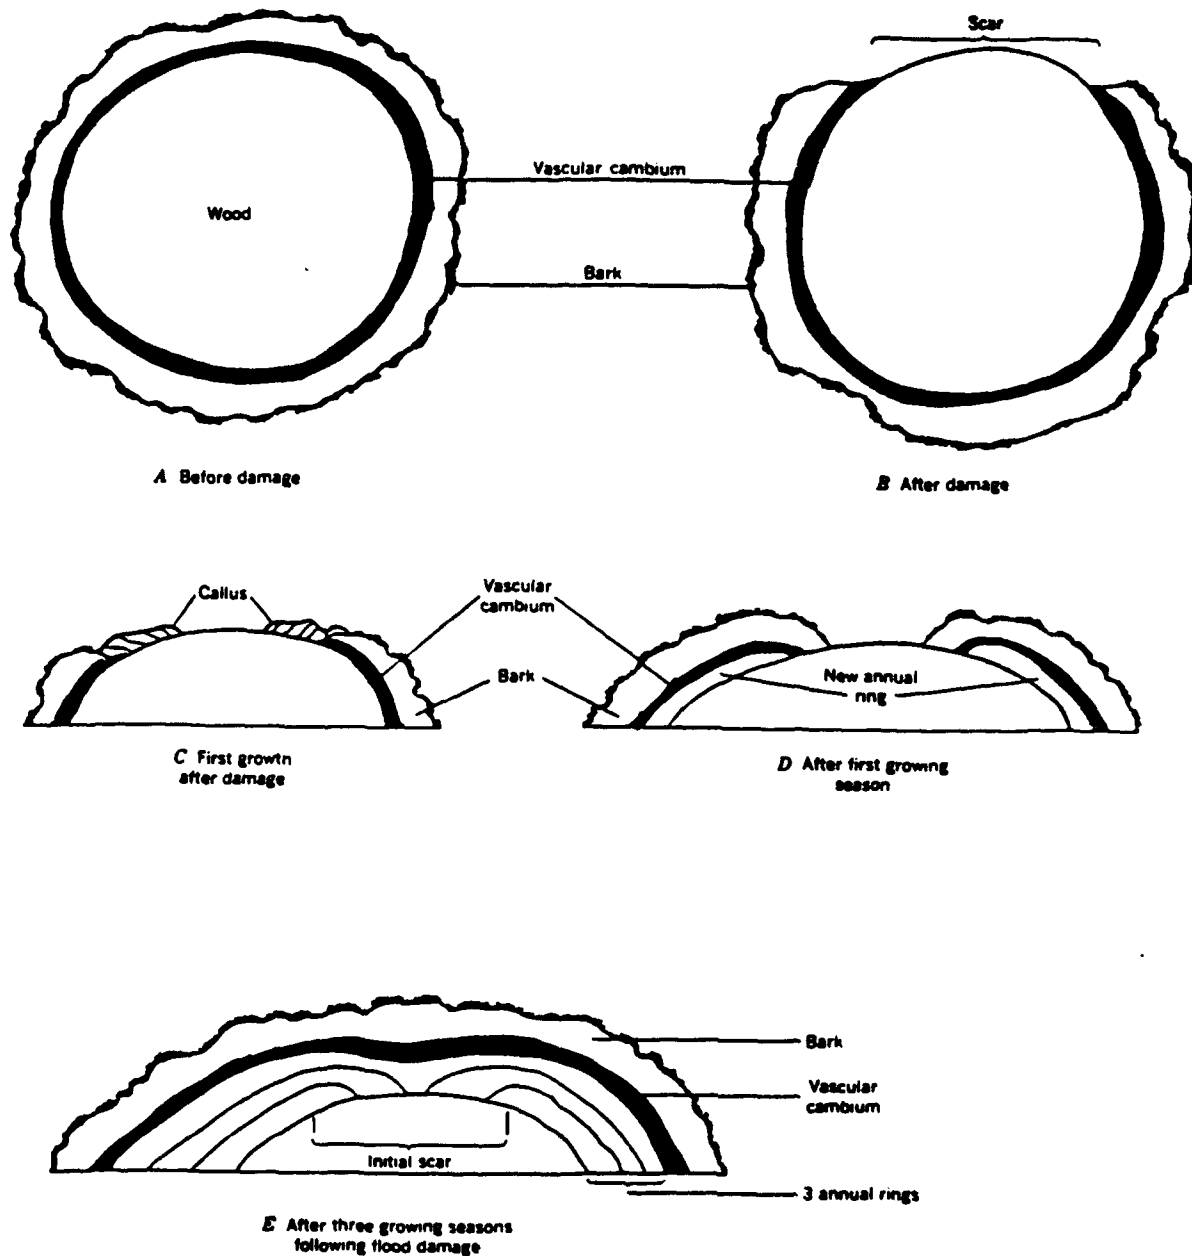 Scar
Vascular cambium
Wood
Bark
A Before damage
B After damage
Callus
Vascular
cambium
Bark
New annual
ring
C First growth
after damage
D After first growing
season
Bark
Vascular
cambium
Initial scar
3 annual rings
E After three growing seasons
following flood damage